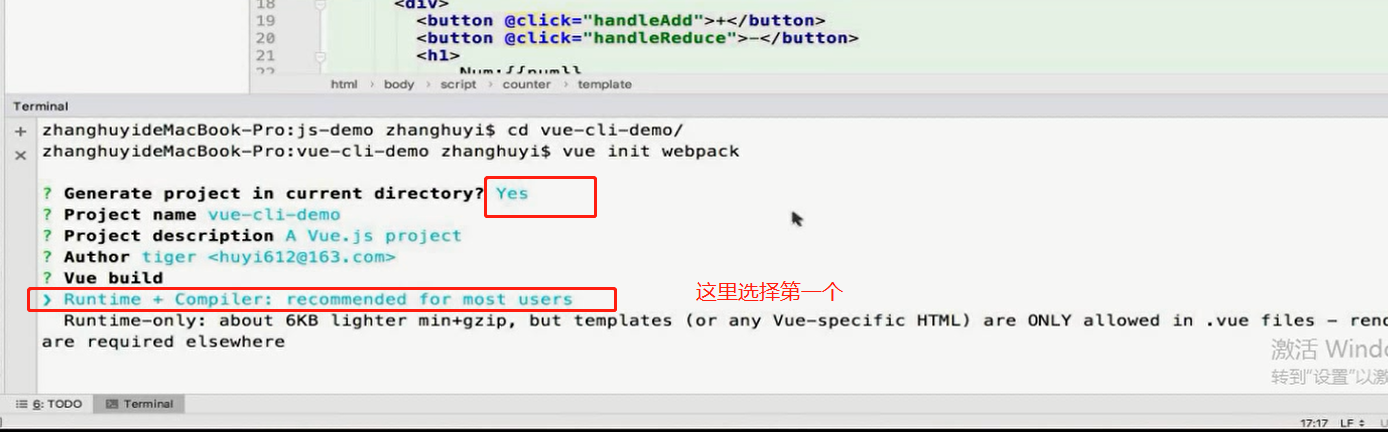 18 <div>
19 <button @click="handleAdd">+</button>
20 <button @click="handleReduce">-</button>
21 <h1>
22 Num:{{num}}
html › body › script › counter › template
Terminal
+ zhanghuyideMacBook-Pro:js-demo zhanghuyi$ cd vue-cli-demo/
× zhanghuyideMacBook-Pro:vue-cli-demo zhanghuyi$ vue init webpack
? Generate project in current directory? Yes
? Project name vue-cli-demo
? Project description A Vue.js project
? Author tiger <huyi612@163.com>
? Vue build
❯ Runtime + Compiler: recommended for most users
这里选择第一个
Runtime-only: about 6KB lighter min+gzip, but templates (or any Vue-specific HTML) are ONLY allowed in .vue files - rend
are required elsewhere
激活 Windo
转到"设置"以激
6: TODO Terminal
17:17 LF